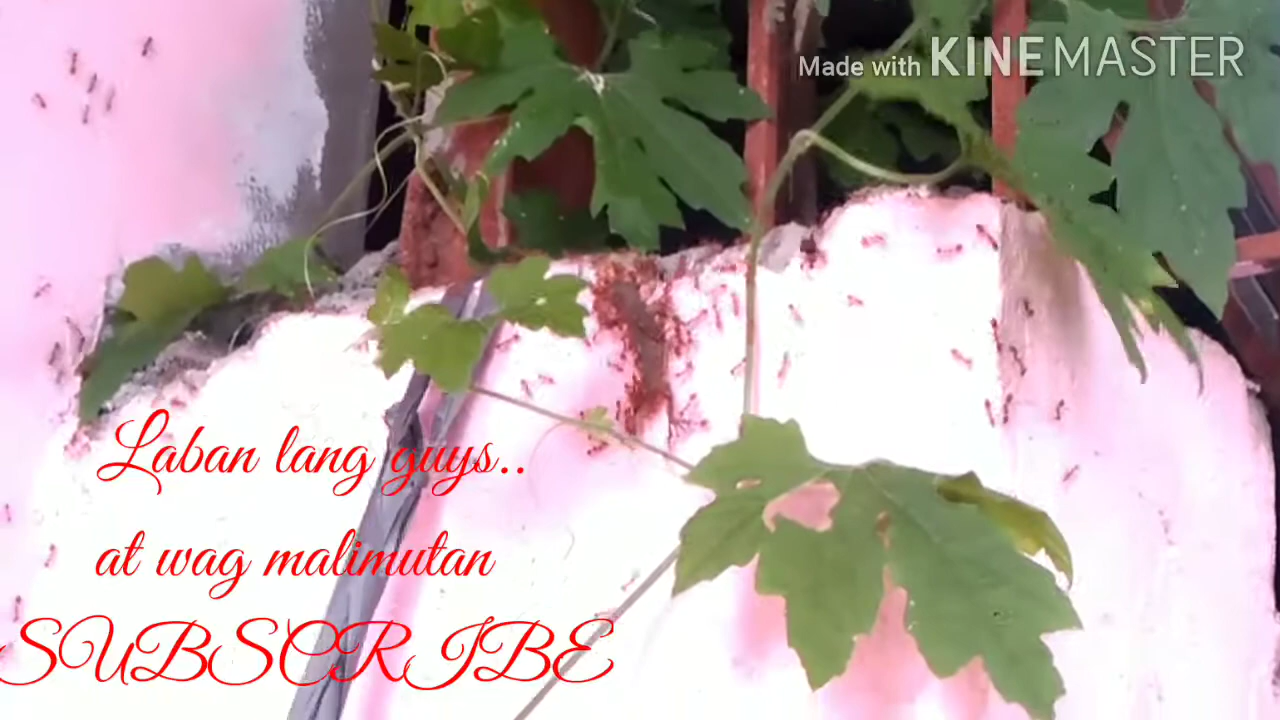 Made with KINEMASTER
Laban lang guys..
at wag malimutan
SUBSCRIBE